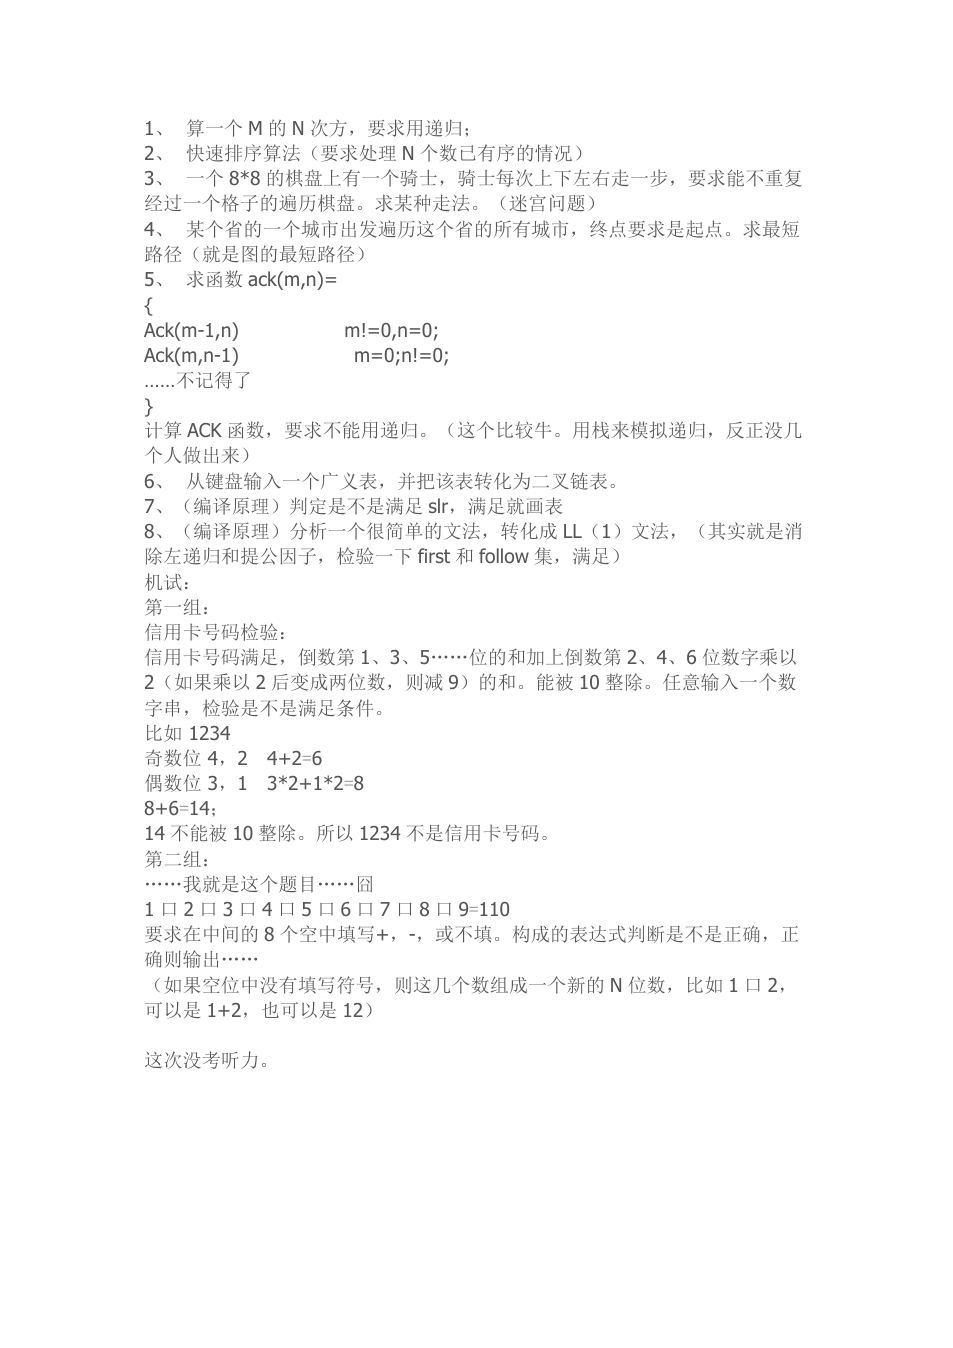 1、 算一个 M 的 N 次方，要求用递归；
2、 快速排序算法（要求处理 N 个数已有序的情况）
3、 一个 8*8 的棋盘上有一个骑士，骑士每次上下左右走一步，要求能不重复
经过一个格子的遍历棋盘。求某种走法。（迷宫问题）
4、 某个省的一个城市出发遍历这个省的所有城市，终点要求是起点。求最短
路径（就是图的最短路径）
5、 求函数 ack(m,n)=
{
Ack(m-1,n) m!=0,n=0;
Ack(m,n-1) m=0;n!=0;
……不记得了
}
计算 ACK 函数，要求不能用递归。（这个比较牛。用栈来模拟递归，反正没几
个人做出来）
6、 从键盘输入一个广义表，并把该表转化为二叉链表。
7、（编译原理）判定是不是满足 slr，满足就画表
8、（编译原理）分析一个很简单的文法，转化成 LL（1）文法，（其实就是消
除左递归和提公因子，检验一下 first 和 follow 集，满足）
机试：
第一组：
信用卡号码检验：
信用卡号码满足，倒数第 1、3、5……位的和加上倒数第 2、4、6 位数字乘以
2（如果乘以 2 后变成两位数，则减 9）的和。能被 10 整除。任意输入一个数
字串，检验是不是满足条件。
比如 1234
奇数位 4，2 4+2=6
偶数位 3，1 3*2+1*2=8
8+6=14；
14 不能被 10 整除。所以 1234 不是信用卡号码。
第二组：
……我就是这个题目……囧
1 口 2 口 3 口 4 口 5 口 6 口 7 口 8 口 9=110
要求在中间的 8 个空中填写+，-，或不填。构成的表达式判断是不是正确，正
确则输出……
（如果空位中没有填写符号，则这几个数组成一个新的 N 位数，比如 1 口 2，
可以是 1+2，也可以是 12）
这次没考听力。